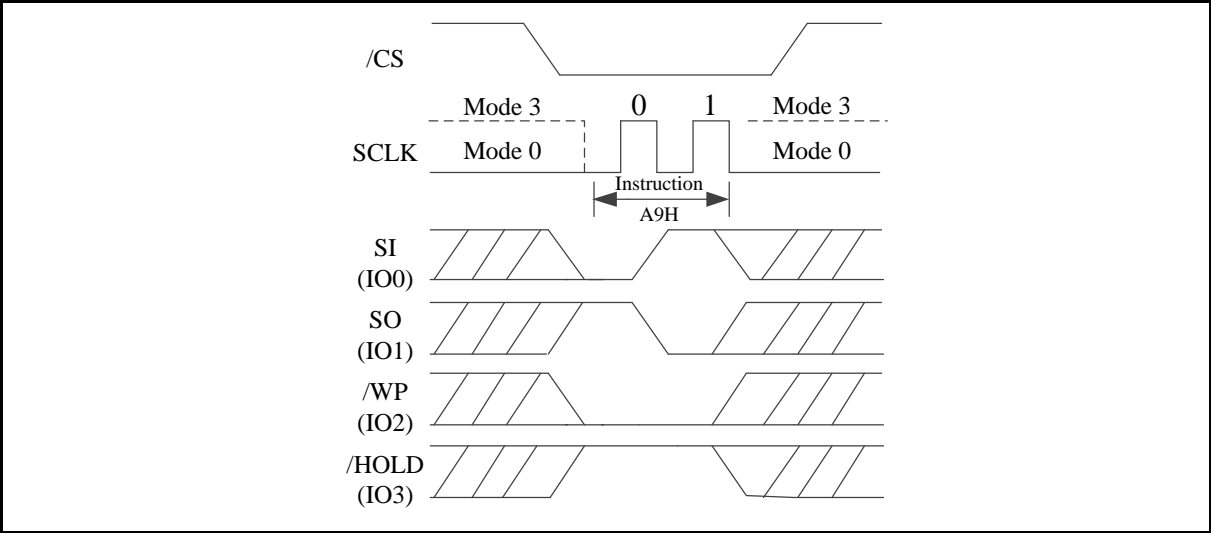 /CS
Mode 3 0 1 Mode 3
SCLK Mode 0 Mode 0
Instruction
A9H
SI
(IO0)
SO
(IO1)
/WP
(IO2)
/HOLD
(IO3)